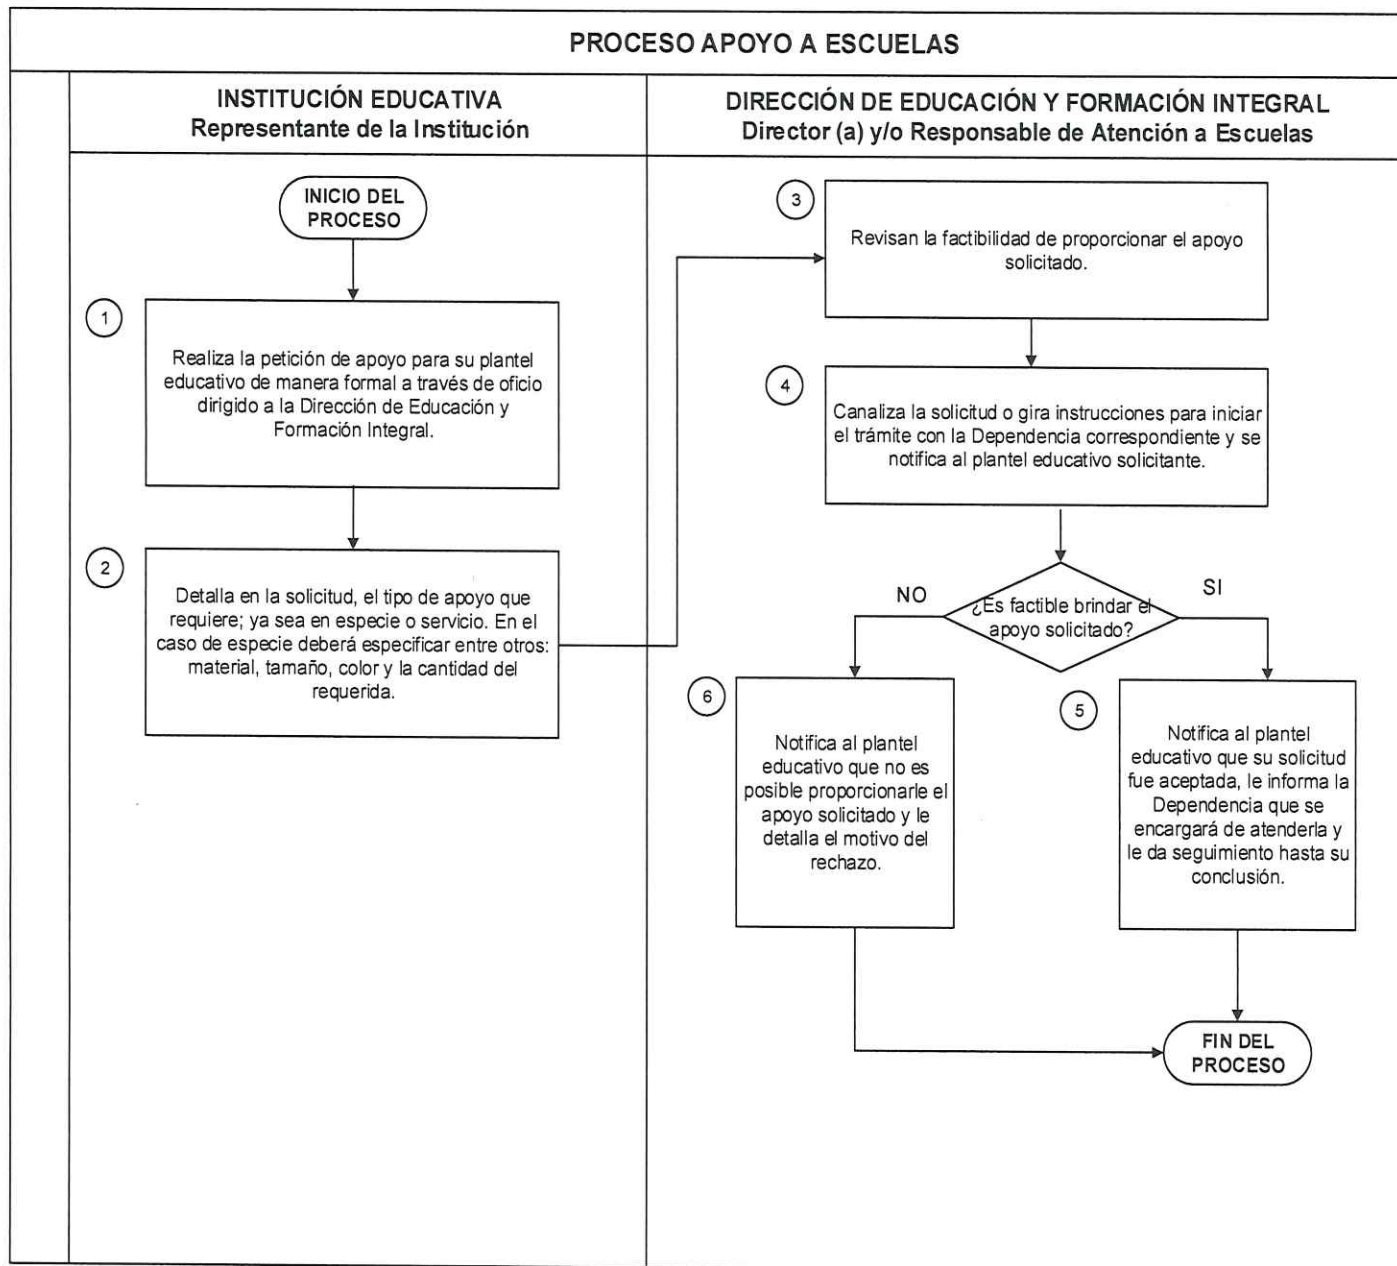 PROCESO APOYO A ESCUELAS
INSTITUCIÓN EDUCATIVA
Representante de la Institución
DIRECCIÓN DE EDUCACIÓN Y FORMACIÓN INTEGRAL
Director (a) y/o Responsable de Atención a Escuelas
INICIO DEL
PROCESO
1
Realiza la petición de apoyo para su plantel
educativo de manera formal a través de oficio
dirigido a la Dirección de Educación y
Formación Integral.
2
Detalla en la solicitud, el tipo de apoyo que
requiere; ya sea en especie o servicio. En el
caso de especie deberá especificar entre otros:
material, tamaño, color y la cantidad del
requerida.
3
Revisan la factibilidad de proporcionar el apoyo
solicitado.
4
Canaliza la solicitud o gira instrucciones para iniciar
el trámite con la Dependencia correspondiente y se
notifica al plantel educativo solicitante.
¿Es factible brindar el
apoyo solicitado?
NO
SI
6
Notifica al plantel
educativo que no es
posible proporcionarle el
apoyo solicitado y le
detalla el motivo del
rechazo.
5
Notifica al plantel
educativo que su solicitud
fue aceptada, le informa la
Dependencia que se
encargará de atenderla y
le da seguimiento hasta su
conclusión.
FIN DEL
PROCESO